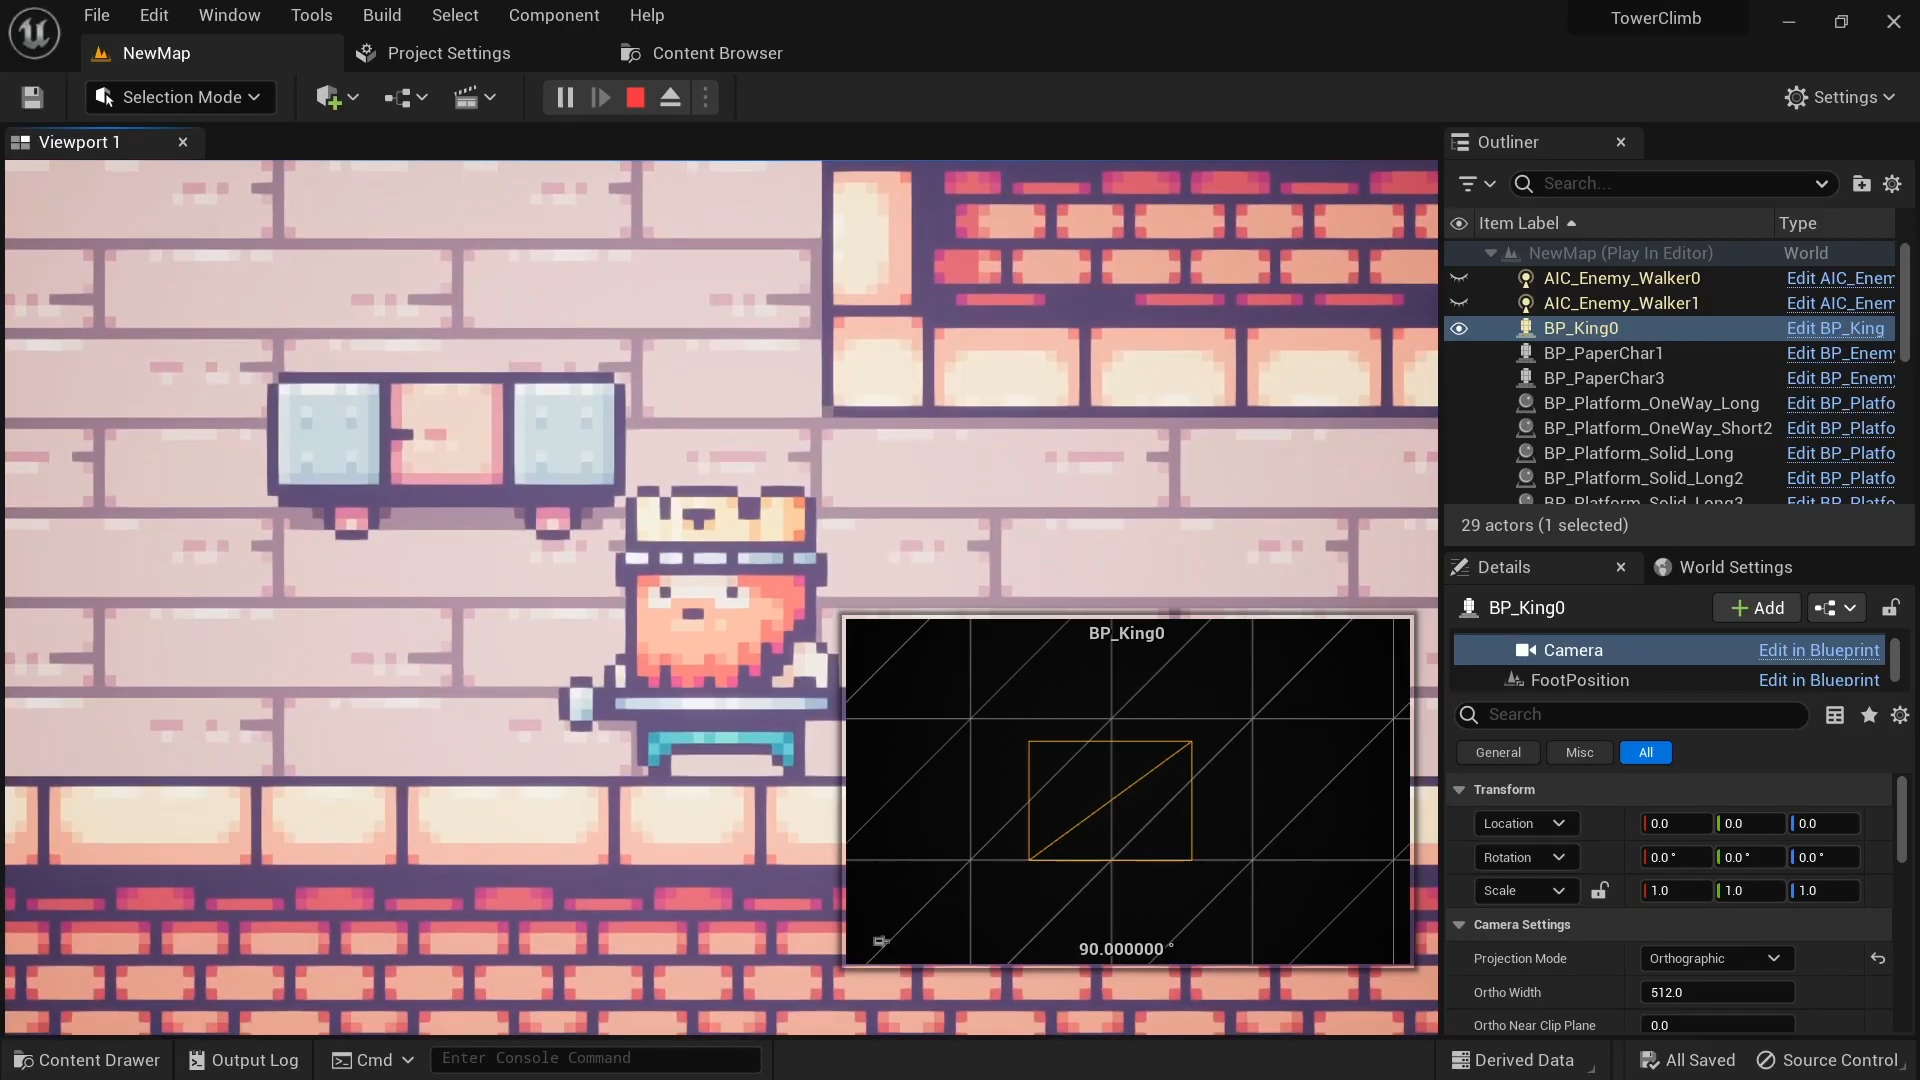 File Edit Window Tools Build Select Component Help
TowerClimb
NewMap
Project Settings
Content Browser
Selection Mode
Settings
Viewport 1
Outliner
Search...
Item Label
Type
NewMap (Play In Editor) World
AIC_Enemy_Walker0 Edit AIC_Enem
AIC_Enemy_Walker1 Edit AIC_Enem
BP_King0 Edit BP_King
BP_PaperChar1 Edit BP_Enem
BP_PaperChar3 Edit BP_Enem
BP_Platform_OneWay_Long Edit BP_Platfo
BP_Platform_OneWay_Short2 Edit BP_Platfo
BP_Platform_Solid_Long Edit BP_Platfo
BP_Platform_Solid_Long2 Edit BP_Platfo
BP_Platform_Solid_Long3 Edit BP_Platfo
29 actors (1 selected)
Details
World Settings
BP_King0
Add
Camera Edit in Blueprint
FootPosition Edit in Blueprint
Search
General Misc All
Transform
Location 0.0 0.0 0.0
Rotation 0.0 ° 0.0 ° 0.0 °
Scale 1.0 1.0 1.0
Camera Settings
Projection Mode Orthographic
Ortho Width 512.0
Ortho Near Clip Plane 0.0
BP_King0
90.000000 °
Content Drawer
Output Log
Cmd
Enter Console Command
Derived Data
All Saved
Source Control